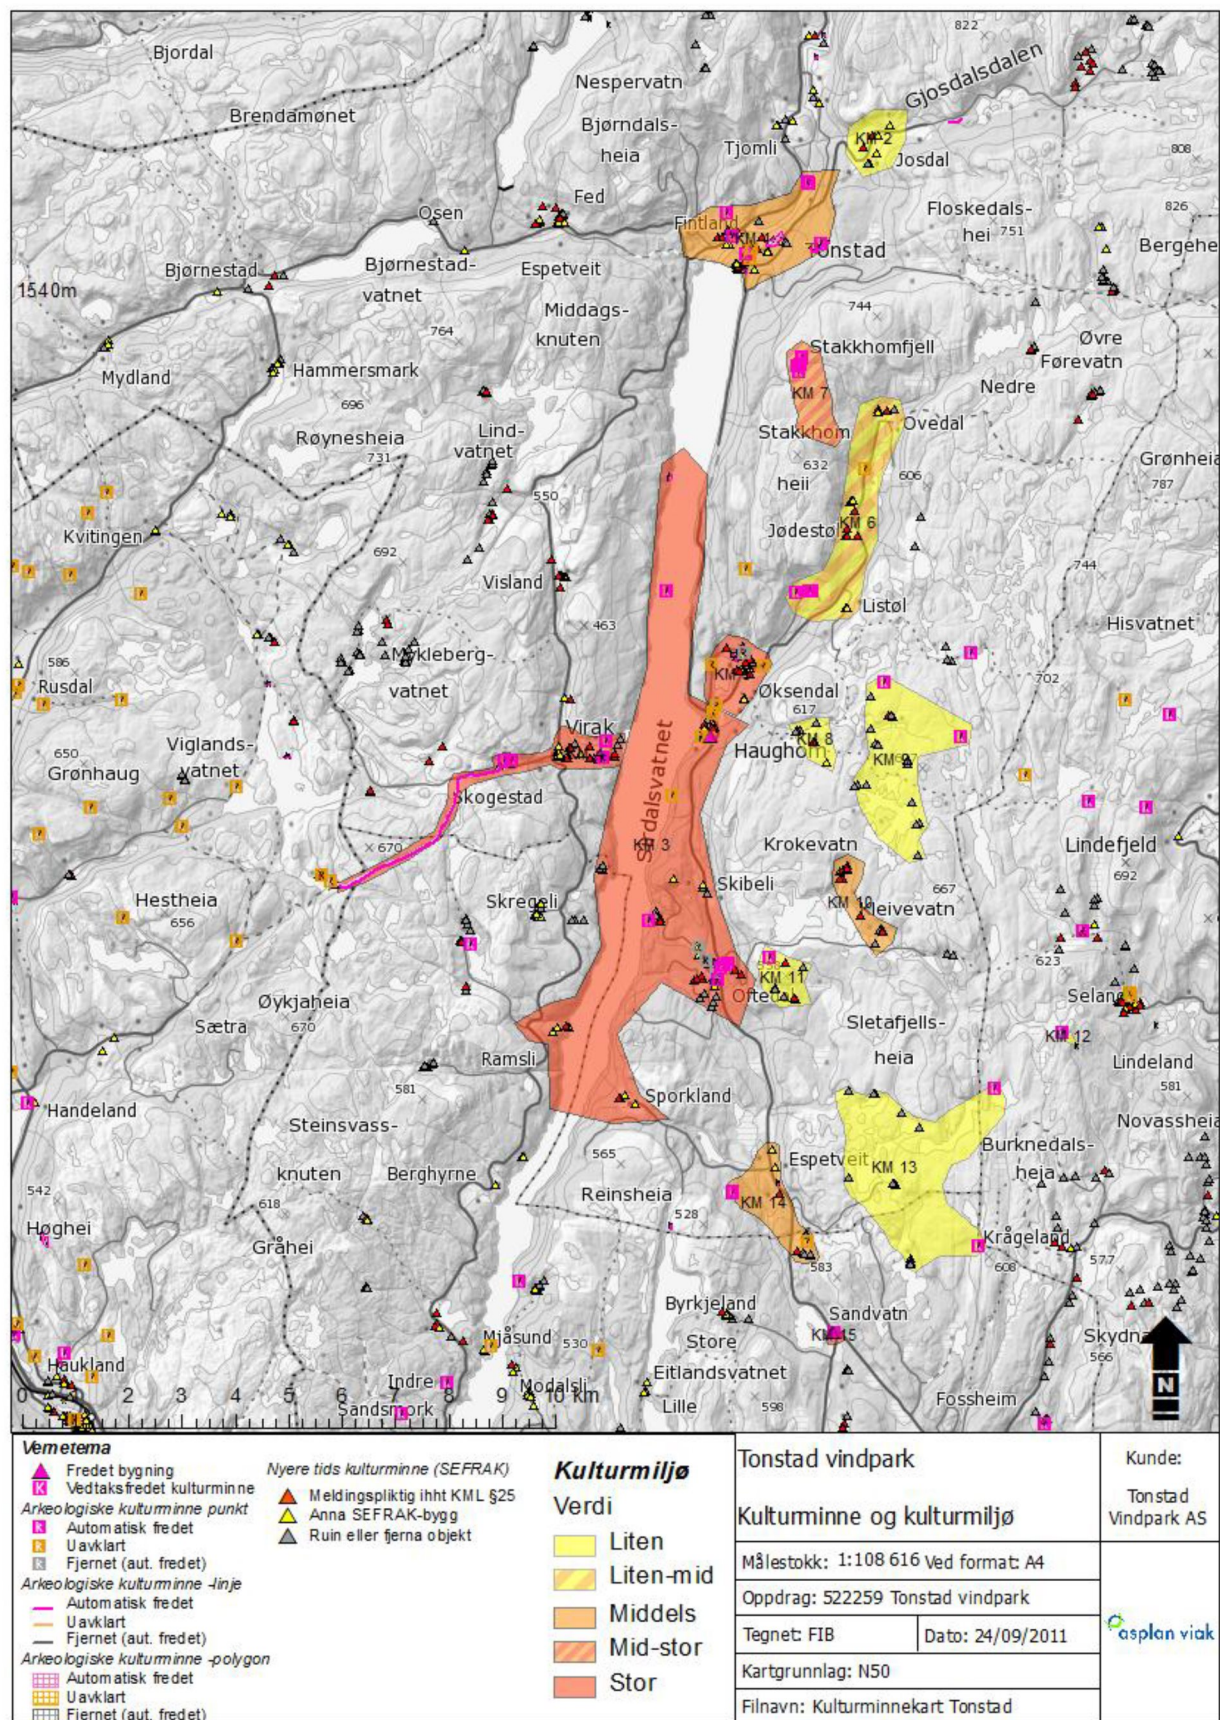 822
Bjordal
Gjosdalsdalen
Nespervatn
Brendamønet
Bjørndals-
heia
Tjomli
KM 2
Josdal
808
Fed
Osen
Fintland
Floskedals-
hei
751
826
Tonstad
Bergehe
Bjørnestad
Bjørnestad-
vatnet
Espetveit
1540m
Middags-
knuten
744
764
Stakkhomfjell
Øvre
Førevatn
Mydland
Hammersmark
KM 7
Nedre
696
Røynesheia
731
Lind-
vatnet
Stakkhom
heii
632
Ovedal
606
Grønheia
787
550
Kvitingen
Jødestøl
KM 6
692
Visland
744
Listøl
463
Hisvatnet
Mykleberg-
vatnet
586
Rusdal
Øksendal
617
702
Virak
Viglands-
vatnet
650
Grønhaug
Haughom
KM 8
Skogestad
Sirdalsvatnet
KM 3
670
Krokevatn
Lindefjeld
692
Hestheia
656
Skregeli
Skibeli
KM 10
667
Kleivevatn
623
KM 11
Øykjaheia
670
Sætra
Oftedal
Sletafjells-
heia
Seland
KM 12
Lindeland
581
Ramsli
581
Handeland
Sporkland
Steinsvass-
knuten
Novassheia
Burknedals-
heia
565
Espetveit
KM 13
Berghyrne
Reinsheia
KM 14
542
618
528
Høghei
Gråhei
Krågeland
608
577
583
Byrkjeland
Sandvatn
KM 15
Store
Skydna
566
Mjåsund
530
Haukland
Eitlandsvatnet
Indre
Modalsli
Lille
598
Fossheim
Sandsmork
0 1 2 3 4 5 6 7 8 9 10 km
N
Vernetema
Fredet bygning
Vedtaksfredet kulturminne
Arkeologiske kulturminne punkt
Automatisk fredet
Uavklart
Fjernet (aut. fredet)
Arkeologiske kulturminne -linje
Automatisk fredet
Uavklart
Fjernet (aut. fredet)
Arkeologiske kulturminne -polygon
Automatisk fredet
Uavklart
Fjernet (aut. fredet)
Nyere tids kulturminne (SEFRAK)
Meldingspliktig ihht KML §25
Anna SEFRAK-bygg
Ruin eller fjerna objekt
Kulturmiljø
Verdi
Liten
Liten-mid
Middels
Mid-stor
Stor
Tonstad vindpark
Kulturminne og kulturmiljø
Målestokk: 1:108 616 Ved format: A4
Oppdrag: 522259 Tonstad vindpark
Tegnet: FIB
Dato: 24/09/2011
Kartgrunnlag: N50
Filnavn: Kulturminnekart Tonstad
Kunde:
Tonstad
Vindpark AS
asplan viak